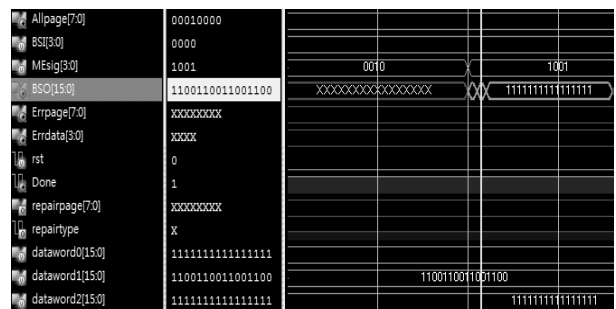 Allpage[7:0] 00010000
BSI[3:0] 0000
MEsig[3:0] 1001 0010 1001
BSO[15:0] 1100110011001100 XXXXXXXXXXXXXXXX 1111111111111111
Errpage[7:0] XXXXXXXX
Errdata[3:0] XXXX
rst 0
Done 1
repairpage[7:0] XXXXXXXX
repairtype X
dataword0[15:0] 1111111111111111
dataword1[15:0] 1100110011001100 1100110011001100
dataword2[15:0] 1111111111111111 1111111111111111